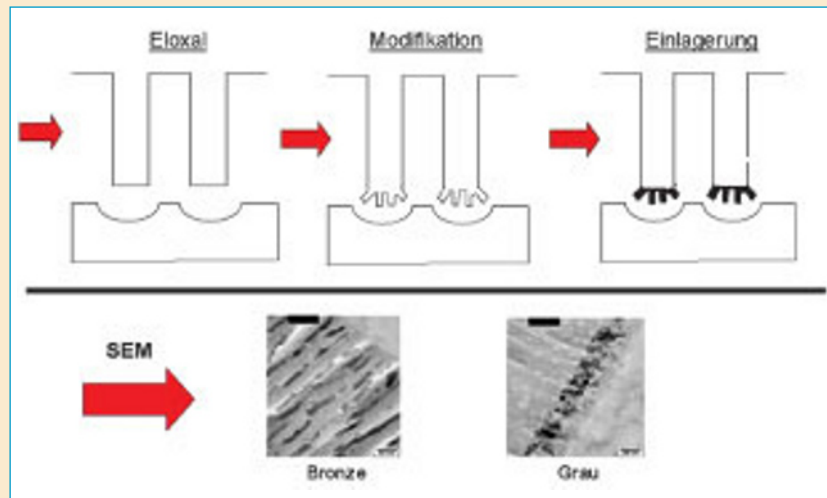 Eloxal
Modifikation
Einlagerung
SEM
Bronze
Grau